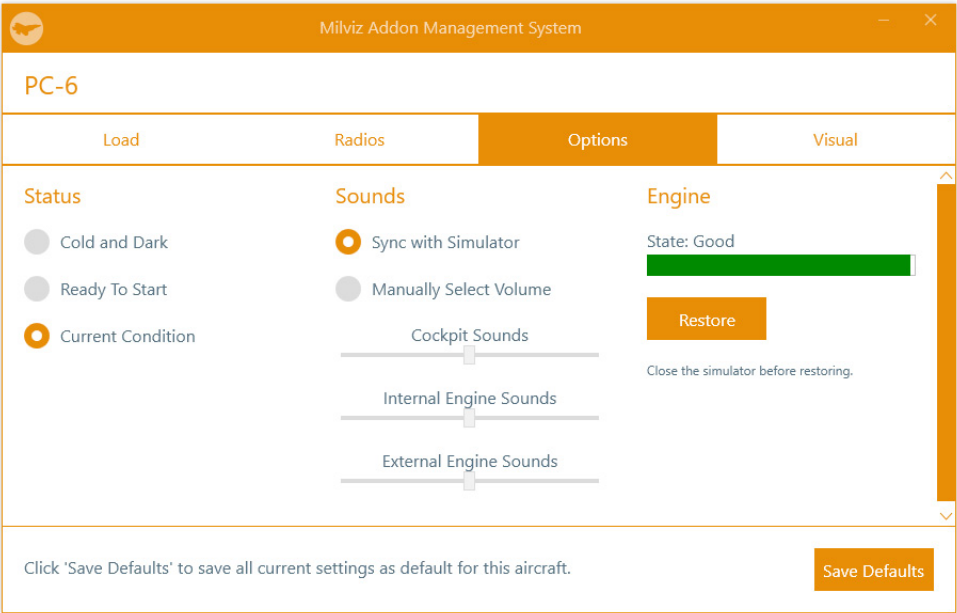 Milviz Addon Management System
PC-6
Load
Radios
Options
Visual
Status
Cold and Dark
Ready To Start
Current Condition
Sounds
Sync with Simulator
Manually Select Volume
Cockpit Sounds
Internal Engine Sounds
External Engine Sounds
Engine
State: Good
Restore
Close the simulator before restoring.
Click 'Save Defaults' to save all current settings as default for this aircraft.
Save Defaults